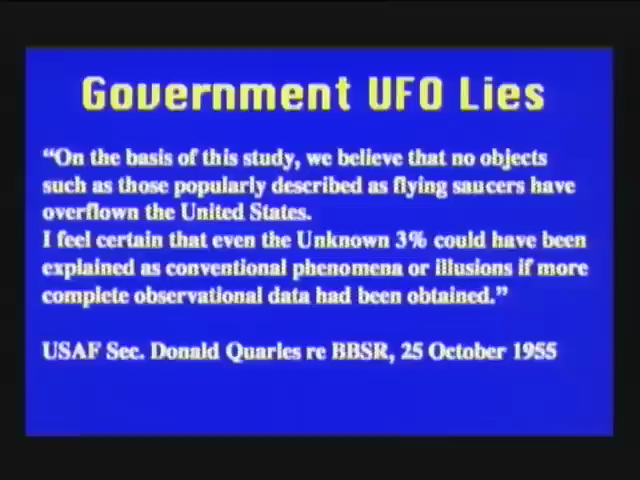 Government UFO Lies
“On the basis of this study, we believe that no objects
such as those popularly described as flying saucers have
overflown the United States.
I feel certain that even the Unknown 3% could have been
explained as conventional phenomena or illusions if more
complete observational data had been obtained.”
USAF Sec. Donald Quarles re BBSR, 25 October 1955